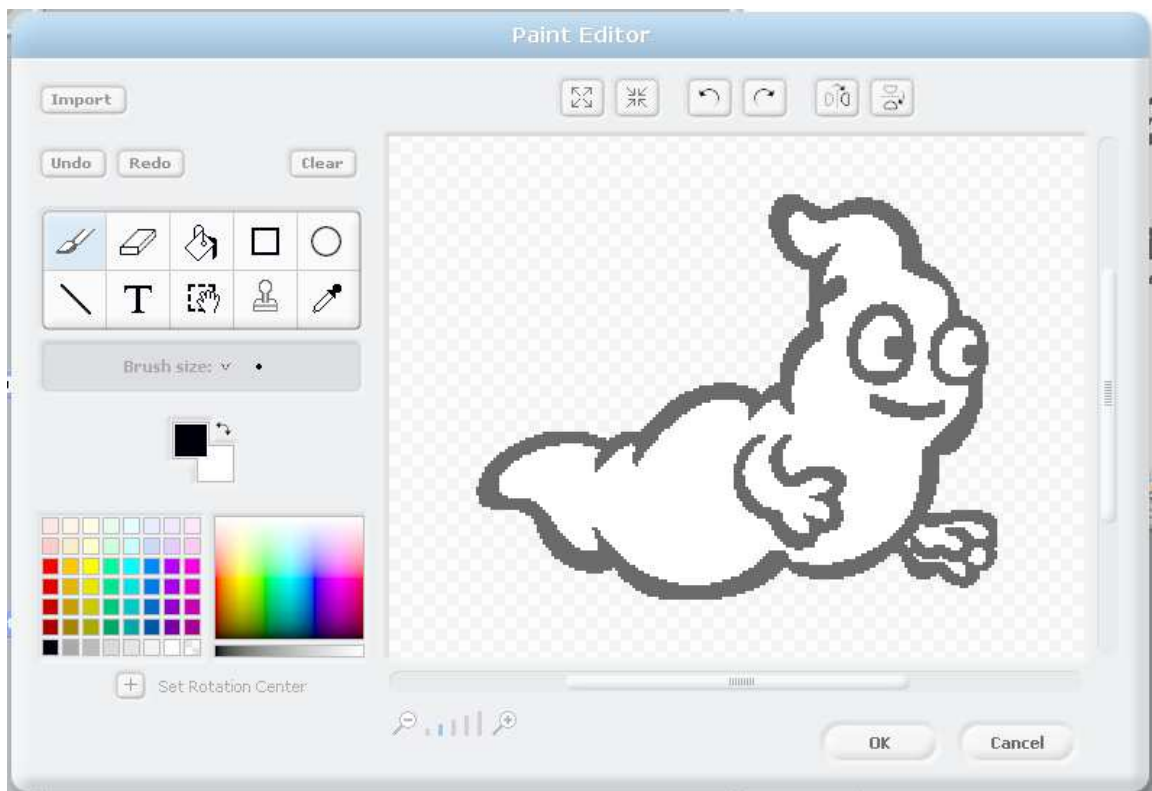 Paint Editor
Import
Undo Redo Clear
T
Brush size:
Set Rotation Center
OK Cancel